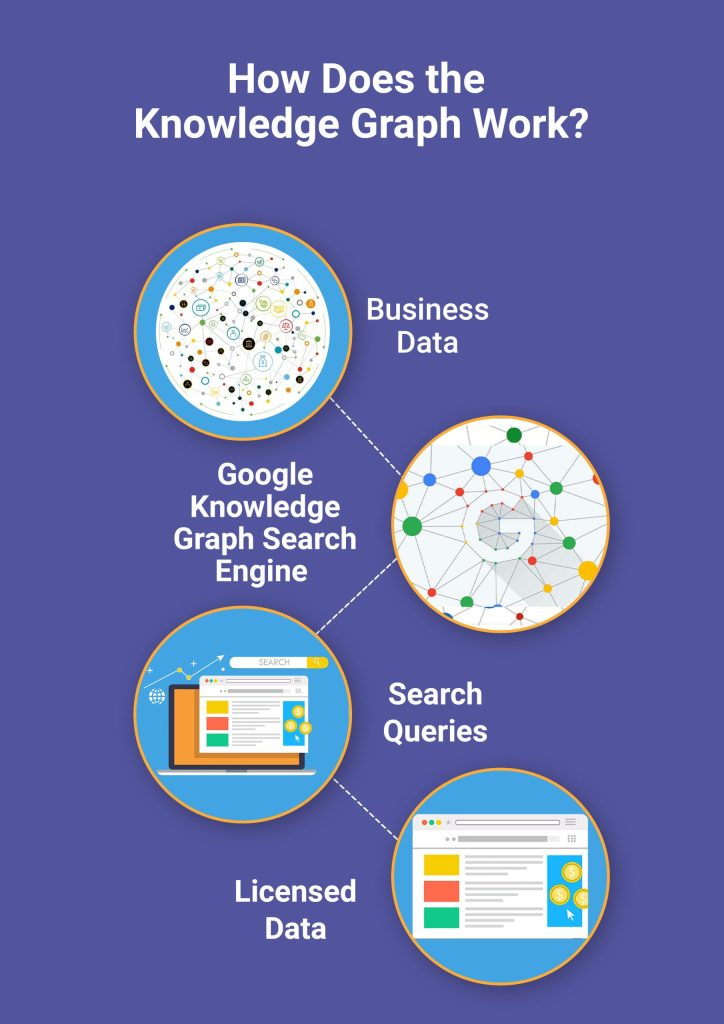 How Does the
Knowledge Graph Work?
Business
Data
Google
Knowledge
Graph Search
Engine
SEARCH
Search
Queries
Licensed
Data